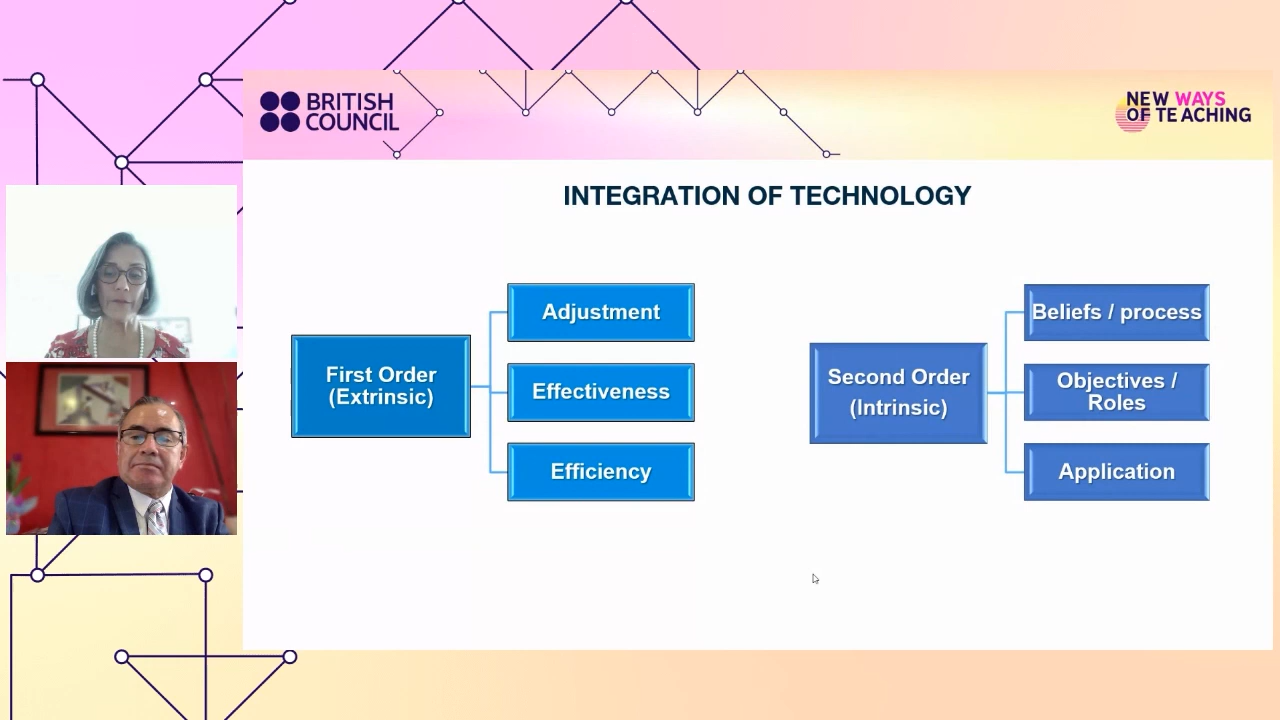 BRITISH
COUNCIL
NEW WAYS
OF TEACHING
INTEGRATION OF TECHNOLOGY
First Order
(Extrinsic)
Adjustment
Effectiveness
Efficiency
Second Order
(Intrinsic)
Beliefs / process
Objectives /
Roles
Application